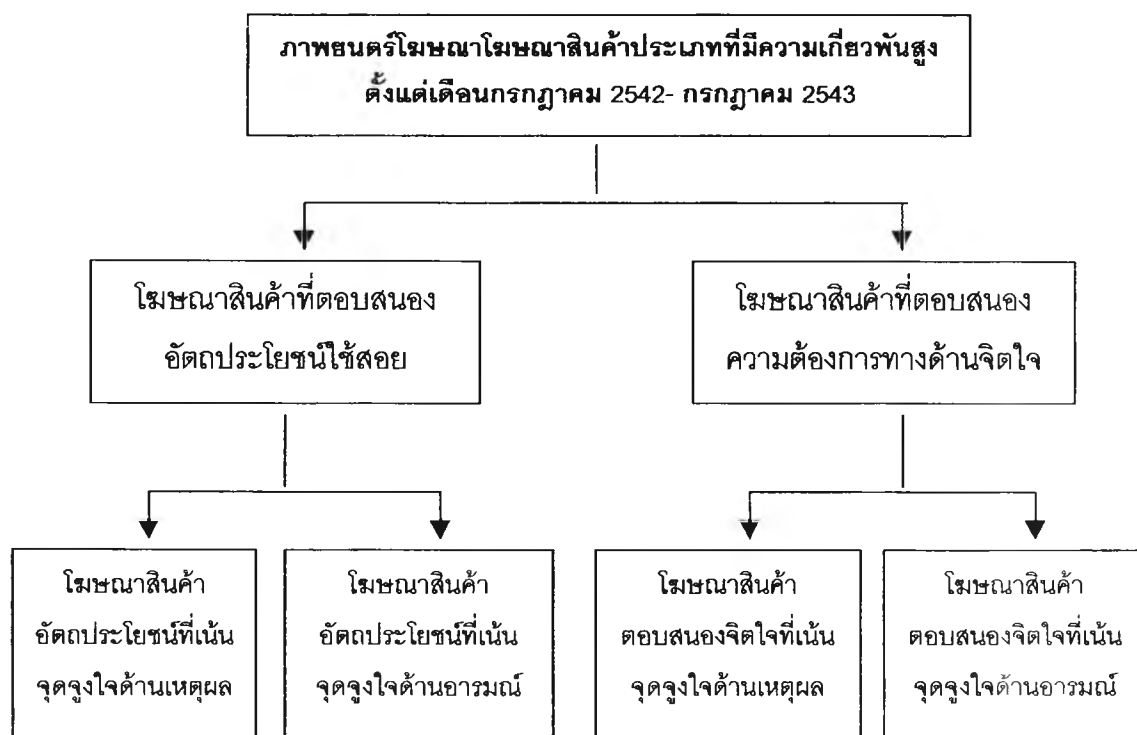 ภาพยนตร์โฆษณาโฆษณาสินค้าประเภทที่มีความเกี่ยวพันสูง
ตั้งแต่เดือนกรกฎาคม 2542- กรกฎาคม 2543
โฆษณาสินค้าที่ตอบสนอง
อัตถประโยชน์ใช้สอย
โฆษณาสินค้าที่ตอบสนอง
ความต้องการทางด้านจิตใจ
โฆษณาสินค้า
อัตถประโยชน์ที่เน้น
จุดจูงใจด้านเหตุผล
โฆษณาสินค้า
อัตถประโยชน์ที่เน้น
จุดจูงใจด้านอารมณ์
โฆษณาสินค้า
ตอบสนองจิตใจที่เน้น
จุดจูงใจด้านเหตุผล
โฆษณาสินค้า
ตอบสนองจิตใจที่เน้น
จุดจูงใจด้านอารมณ์